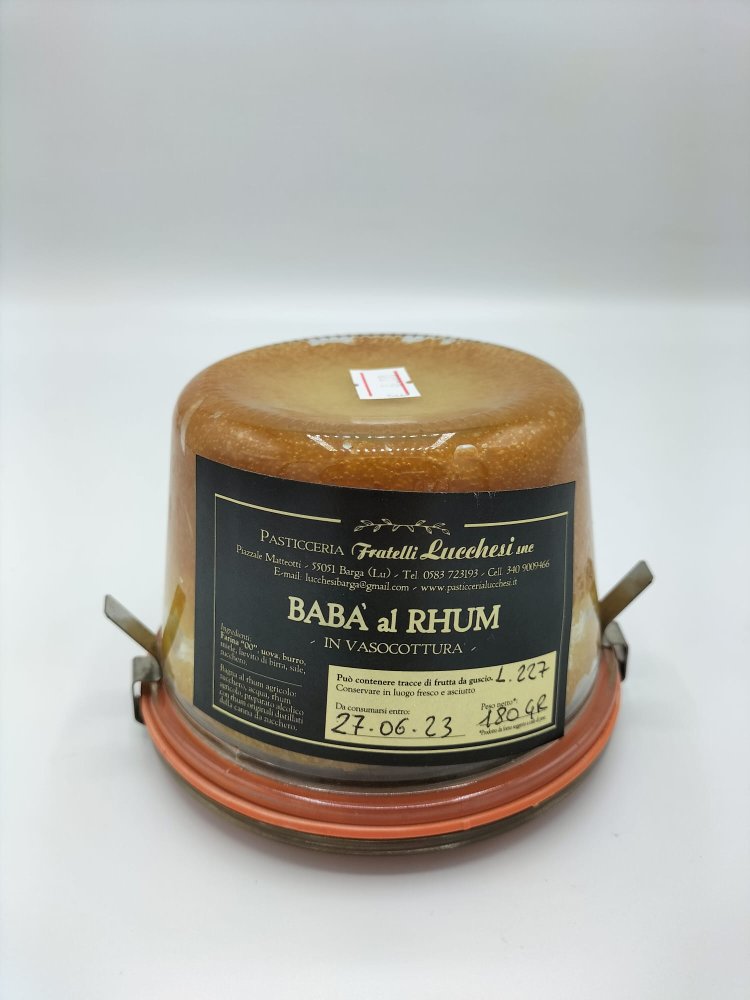 PASTICCERIA Fratelli Lucchesi snc
Piazzale Matteotti - 55051 Barga (Lu) - Tel. 0583 723193 - Cell. 340 9009466
E-mail: lucchesibarga@gmail.com - www.pasticcerialucchesi.it
BABA' al RHUM
- IN VASOCOTTURA -
Ingredienti:
Farina "00", uova, burro,
miele, lievito di birra, sale,
zucchero.
Bagna al rhum agricolo:
zucchero, acqua, rhum
agricolo, preparato alcolico
con rhum originali distillati
dalla canna da zucchero.
Può contenere tracce di frutta da guscio. L. 227
Conservare in luogo fresco e asciutto
Da consumarsi entro:
27.06.23
Peso netto*:
180 GR